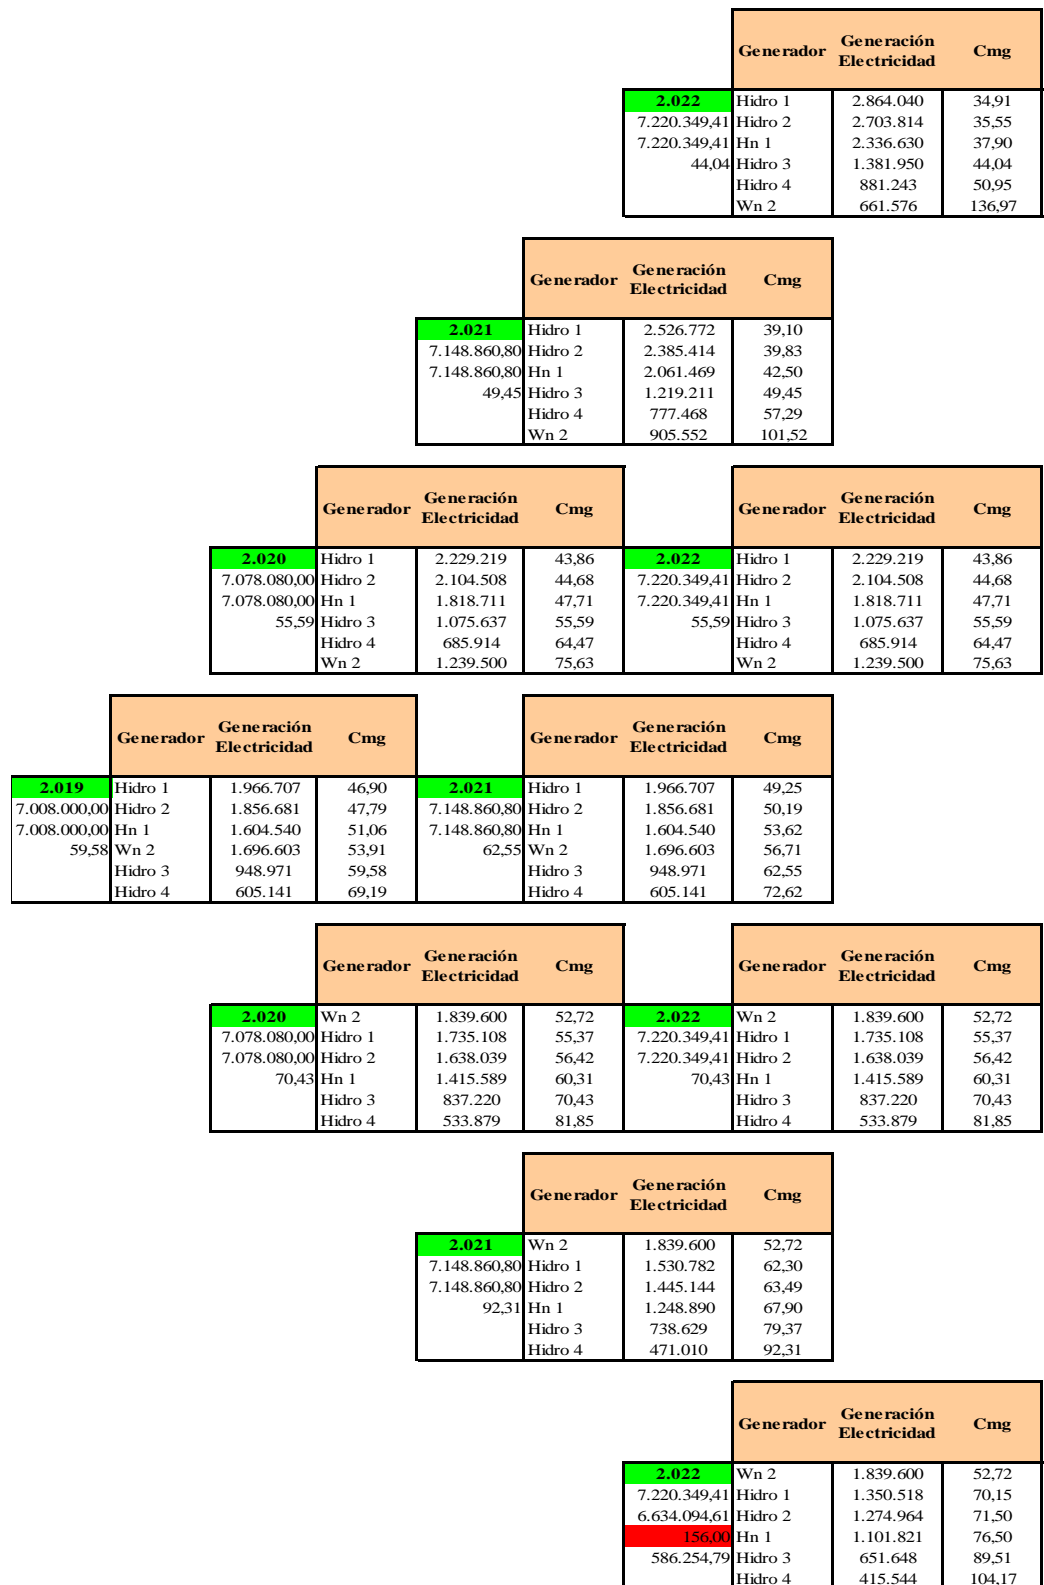 Generador Generación Electricidad Cmg
2.022 Hidro 1 2.864.040 34,91
7.220.349,41 Hidro 2 2.703.814 35,55
7.220.349,41 Hn 1 2.336.630 37,90
44,04 Hidro 3 1.381.950 44,04
Hidro 4 881.243 50,95
Wn 2 661.576 136,97
Generador Generación Electricidad Cmg
2.021 Hidro 1 2.526.772 39,10
7.148.860,80 Hidro 2 2.385.414 39,83
7.148.860,80 Hn 1 2.061.469 42,50
49,45 Hidro 3 1.219.211 49,45
Hidro 4 777.468 57,29
Wn 2 905.552 101,52
Generador Generación Electricidad Cmg Generador Generación Electricidad Cmg
2.020 Hidro 1 2.229.219 43,86 2.022 Hidro 1 2.229.219 43,86
7.078.080,00 Hidro 2 2.104.508 44,68 7.220.349,41 Hidro 2 2.104.508 44,68
7.078.080,00 Hn 1 1.818.711 47,71 7.220.349,41 Hn 1 1.818.711 47,71
55,59 Hidro 3 1.075.637 55,59 55,59 Hidro 3 1.075.637 55,59
Hidro 4 685.914 64,47 Hidro 4 685.914 64,47
Wn 2 1.239.500 75,63 Wn 2 1.239.500 75,63
Generador Generación Electricidad Cmg Generador Generación Electricidad Cmg
2.019 Hidro 1 1.966.707 46,90 2.021 Hidro 1 1.966.707 49,25
7.008.000,00 Hidro 2 1.856.681 47,79 7.148.860,80 Hidro 2 1.856.681 50,19
7.008.000,00 Hn 1 1.604.540 51,06 7.148.860,80 Hn 1 1.604.540 53,62
59,58 Wn 2 1.696.603 53,91 62,55 Wn 2 1.696.603 56,71
Hidro 3 948.971 59,58 Hidro 3 948.971 62,55
Hidro 4 605.141 69,19 Hidro 4 605.141 72,62
Generador Generación Electricidad Cmg Generador Generación Electricidad Cmg
2.020 Wn 2 1.839.600 52,72 2.022 Wn 2 1.839.600 52,72
7.078.080,00 Hidro 1 1.735.108 55,37 7.220.349,41 Hidro 1 1.735.108 55,37
7.078.080,00 Hidro 2 1.638.039 56,42 7.220.349,41 Hidro 2 1.638.039 56,42
70,43 Hn 1 1.415.589 60,31 70,43 Hn 1 1.415.589 60,31
Hidro 3 837.220 70,43 Hidro 3 837.220 70,43
Hidro 4 533.879 81,85 Hidro 4 533.879 81,85
Generador Generación Electricidad Cmg
2.021 Wn 2 1.839.600 52,72
7.148.860,80 Hidro 1 1.530.782 62,30
7.148.860,80 Hidro 2 1.445.144 63,49
92,31 Hn 1 1.248.890 67,90
Hidro 3 738.629 79,37
Hidro 4 471.010 92,31
Generador Generación Electricidad Cmg
2.022 Wn 2 1.839.600 52,72
7.220.349,41 Hidro 1 1.350.518 70,15
6.634.094,61 Hidro 2 1.274.964 71,50
156,00 Hn 1 1.101.821 76,50
586.254,79 Hidro 3 651.648 89,51
Hidro 4 415.544 104,17